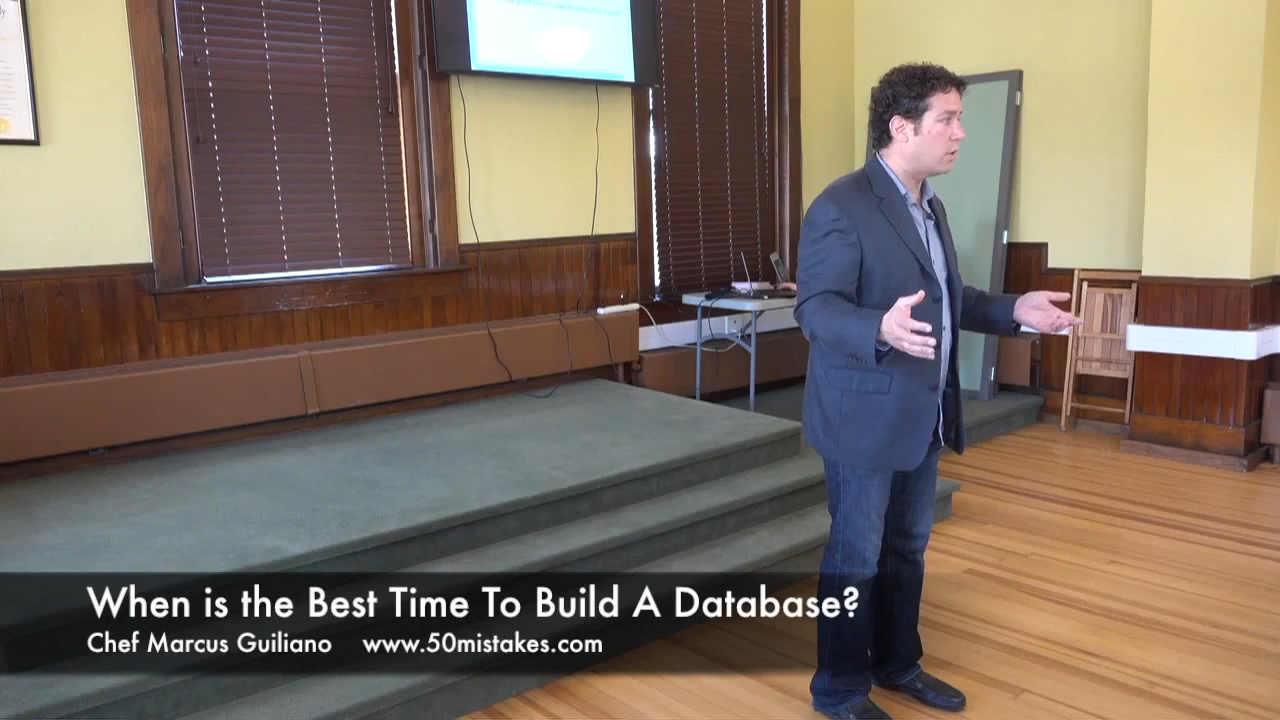 When is the Best Time To Build A Database?
Chef Marcus Guiliano www.50mistakes.com